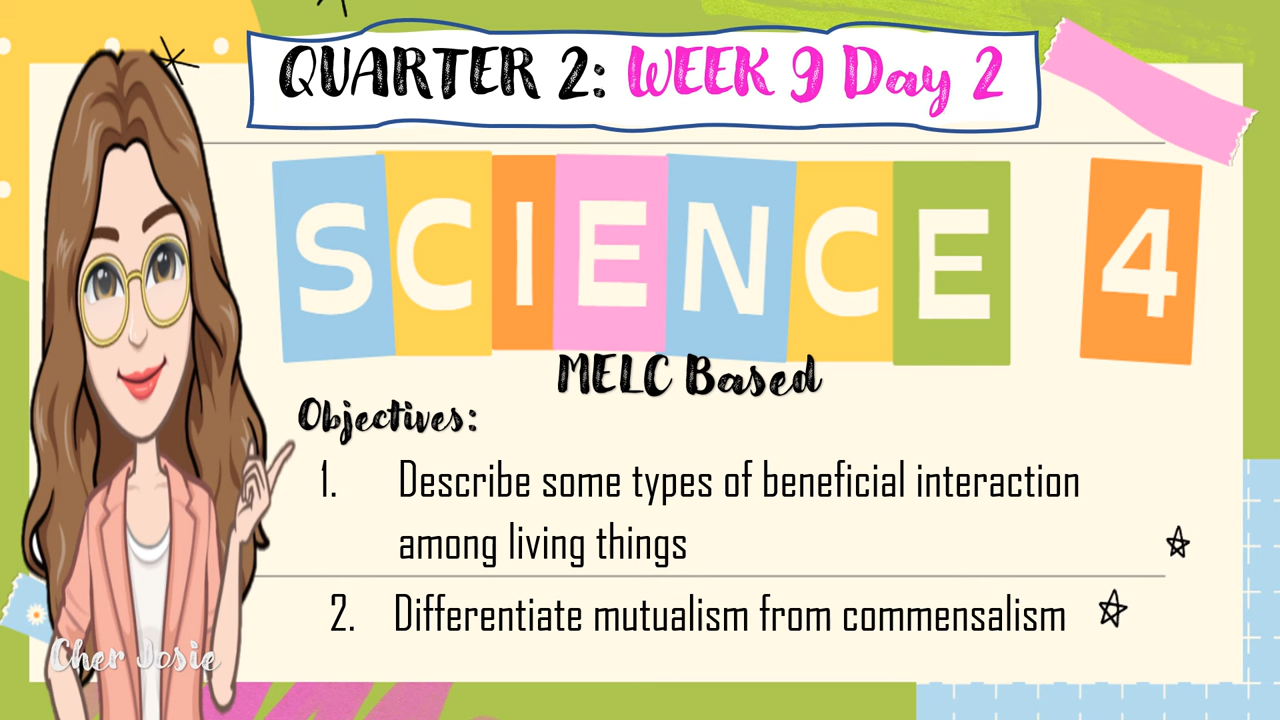 QUARTER 2: WEEK 9 Day 2
SCIENCE 4
MELC Based
Objectives:
1. Describe some types of beneficial interaction
among living things
2. Differentiate mutualism from commensalism
Cher Josie